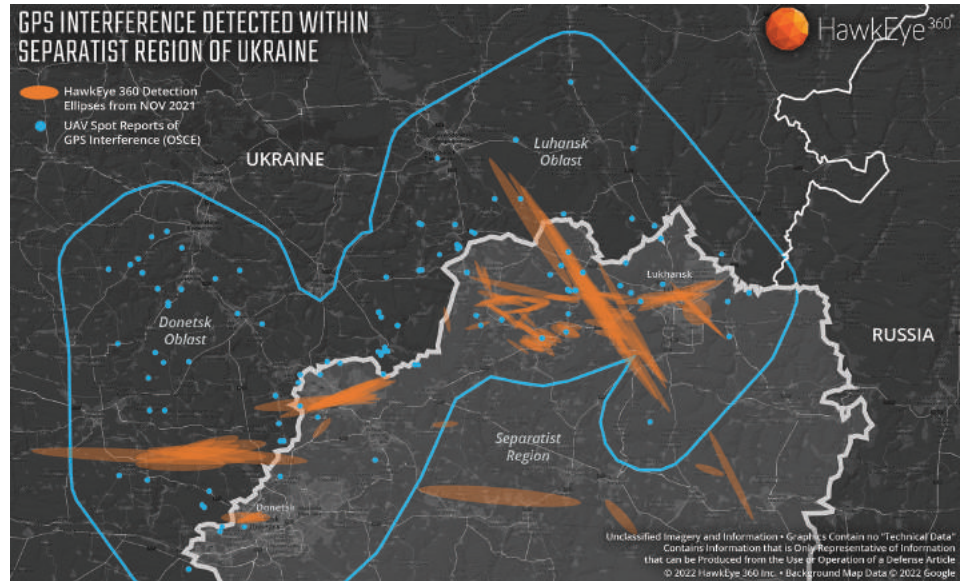 GPS INTERFERENCE DETECTED WITHIN
SEPARATIST REGION OF UKRAINE
HawkEye 360°
HawkEye 360 Detection
Ellipses from NOV 2021
UAV Spot Reports of
GPS Interference (OSCE)
UKRAINE
Luhansk
Oblast
Lukhansk
Donetsk
Oblast
RUSSIA
Separatist
Region
Donetsk
Unclassified Imagery and Information • Graphics Contain no "Technical Data"
Contains Information that is Only Representative of Information
that can be Produced from the Use or Operation of a Defense Article
© 2022 HawkEye 360 Inc. • Background Map Data © 2022 Google